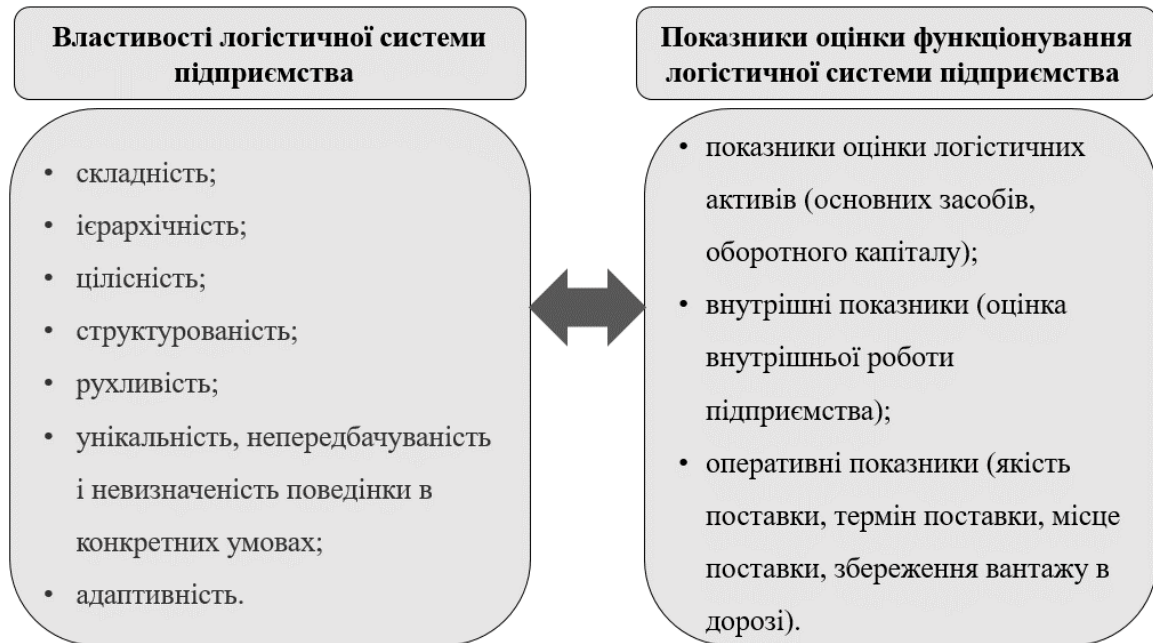 Властивості логістичної системи
підприємства
• складність;
• ієрархічність;
• цілісність;
• структурованість;
• рухливість;
• унікальність, непередбачуваність
і невизначеність поведінки в
конкретних умовах;
• адаптивність.
Показники оцінки функціонування
логістичної системи підприємства
• показники оцінки логістичних
активів (основних засобів,
оборотного капіталу);
• внутрішні показники (оцінка
внутрішньої роботи
підприємства);
• оперативні показники (якість
поставки, термін поставки, місце
поставки, збереження вантажу в
дорозі).